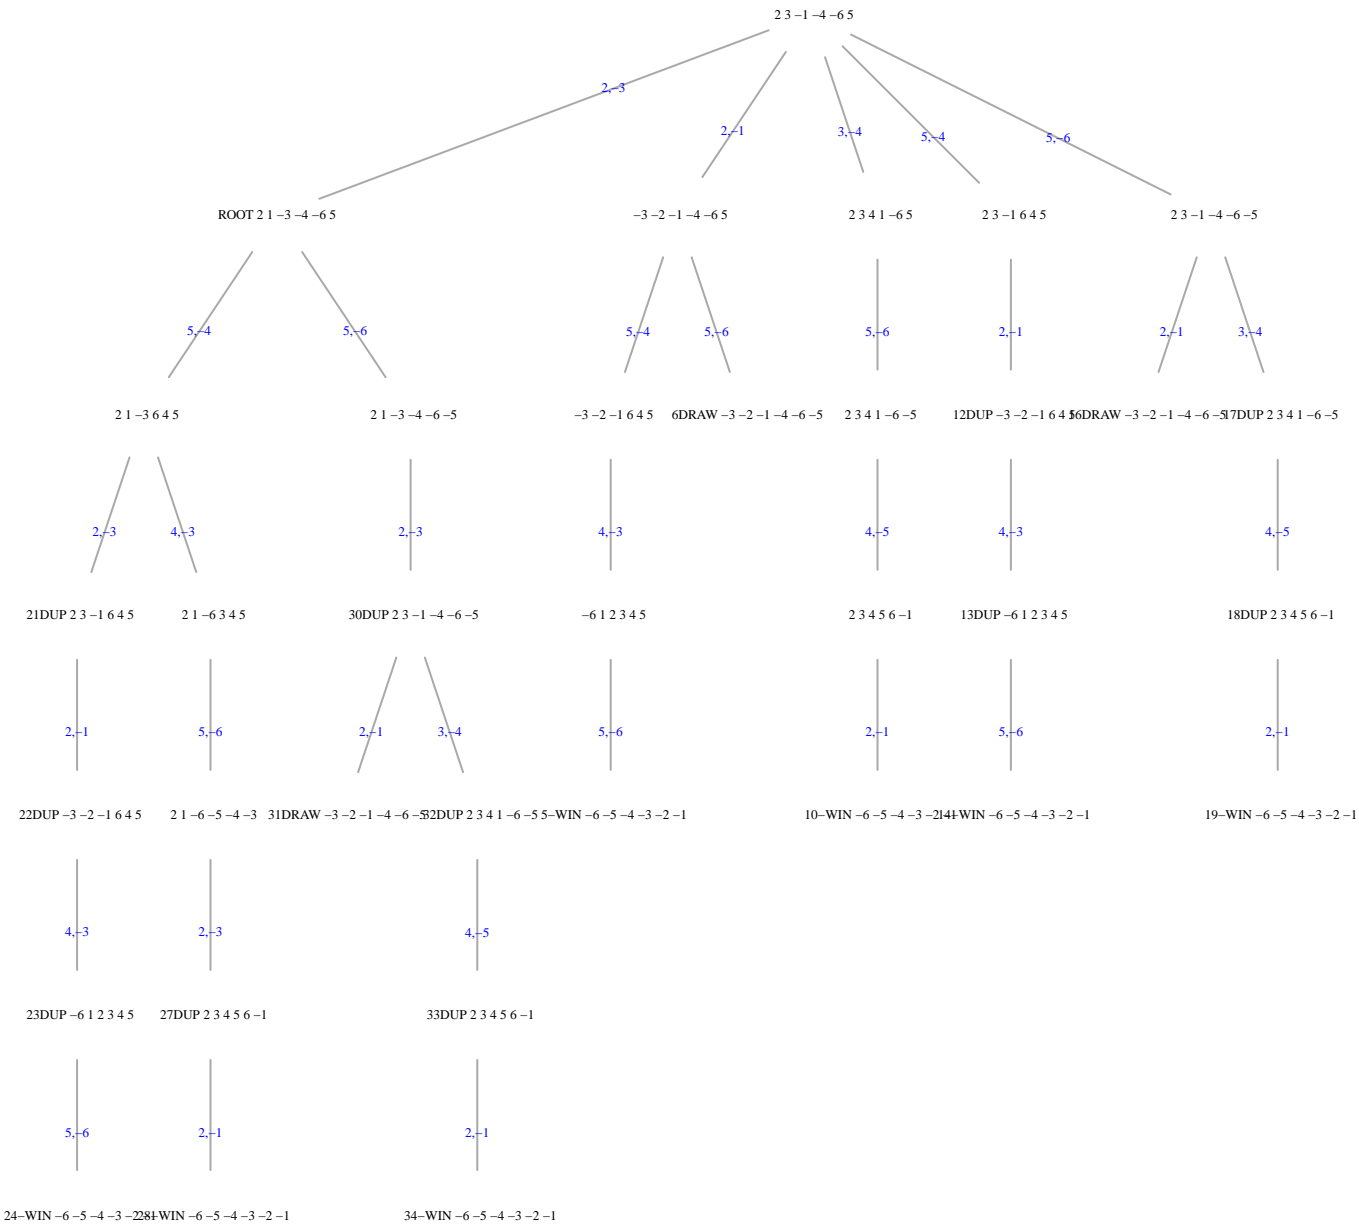 2 3 −1 −4 −6 5
2,−3
2,−1
3,−4
5,−4
5,−6
ROOT 2 1 −3 −4 −6 5
−3 −2 −1 −4 −6 5
2 3 4 1 −6 5
2 3 −1 6 4 5
2 3 −1 −4 −6 −5
5,−4
5,−6
5,−4
5,−6
5,−6
2,−1
2,−1
3,−4
2 1 −3 6 4 5
2 1 −3 −4 −6 −5
−3 −2 −1 6 4 5
6DRAW −3 −2 −1 −4 −6 −5
2 3 4 1 −6 −5
12DUP −3 −2 −1 6 4 5
16DRAW −3 −2 −1 −4 −6 −5
17DUP 2 3 4 1 −6 −5
2,−3
4,−3
2,−3
4,−3
4,−5
4,−3
4,−5
21DUP 2 3 −1 6 4 5
2 1 −6 3 4 5
30DUP 2 3 −1 −4 −6 −5
−6 1 2 3 4 5
2 3 4 5 6 −1
13DUP −6 1 2 3 4 5
18DUP 2 3 4 5 6 −1
2,−1
5,−6
2,−1
3,−4
5,−6
2,−1
5,−6
2,−1
22DUP −3 −2 −1 6 4 5
2 1 −6 −5 −4 −3
31DRAW −3 −2 −1 −4 −6 −5
32DUP 2 3 4 1 −6 −5
5−WIN −6 −5 −4 −3 −2 −1
10−WIN −6 −5 −4 −3 −2 −1
14−WIN −6 −5 −4 −3 −2 −1
19−WIN −6 −5 −4 −3 −2 −1
4,−3
2,−3
4,−5
23DUP −6 1 2 3 4 5
27DUP 2 3 4 5 6 −1
33DUP 2 3 4 5 6 −1
5,−6
2,−1
2,−1
24−WIN −6 −5 −4 −3 −2 −1
28−WIN −6 −5 −4 −3 −2 −1
34−WIN −6 −5 −4 −3 −2 −1